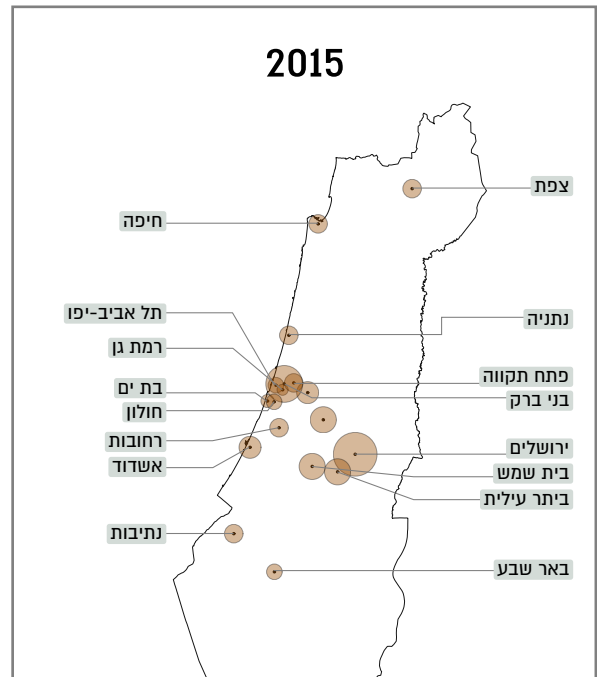 2015
צפת
חיפה
תל אביב-יפו
נתניה
רמת גן
פתח תקווה
בת ים
בני ברק
חולון
רחובות
ירושלים
אשדוד
בית שמש
ביתר עילית
נתיבות
באר שבע